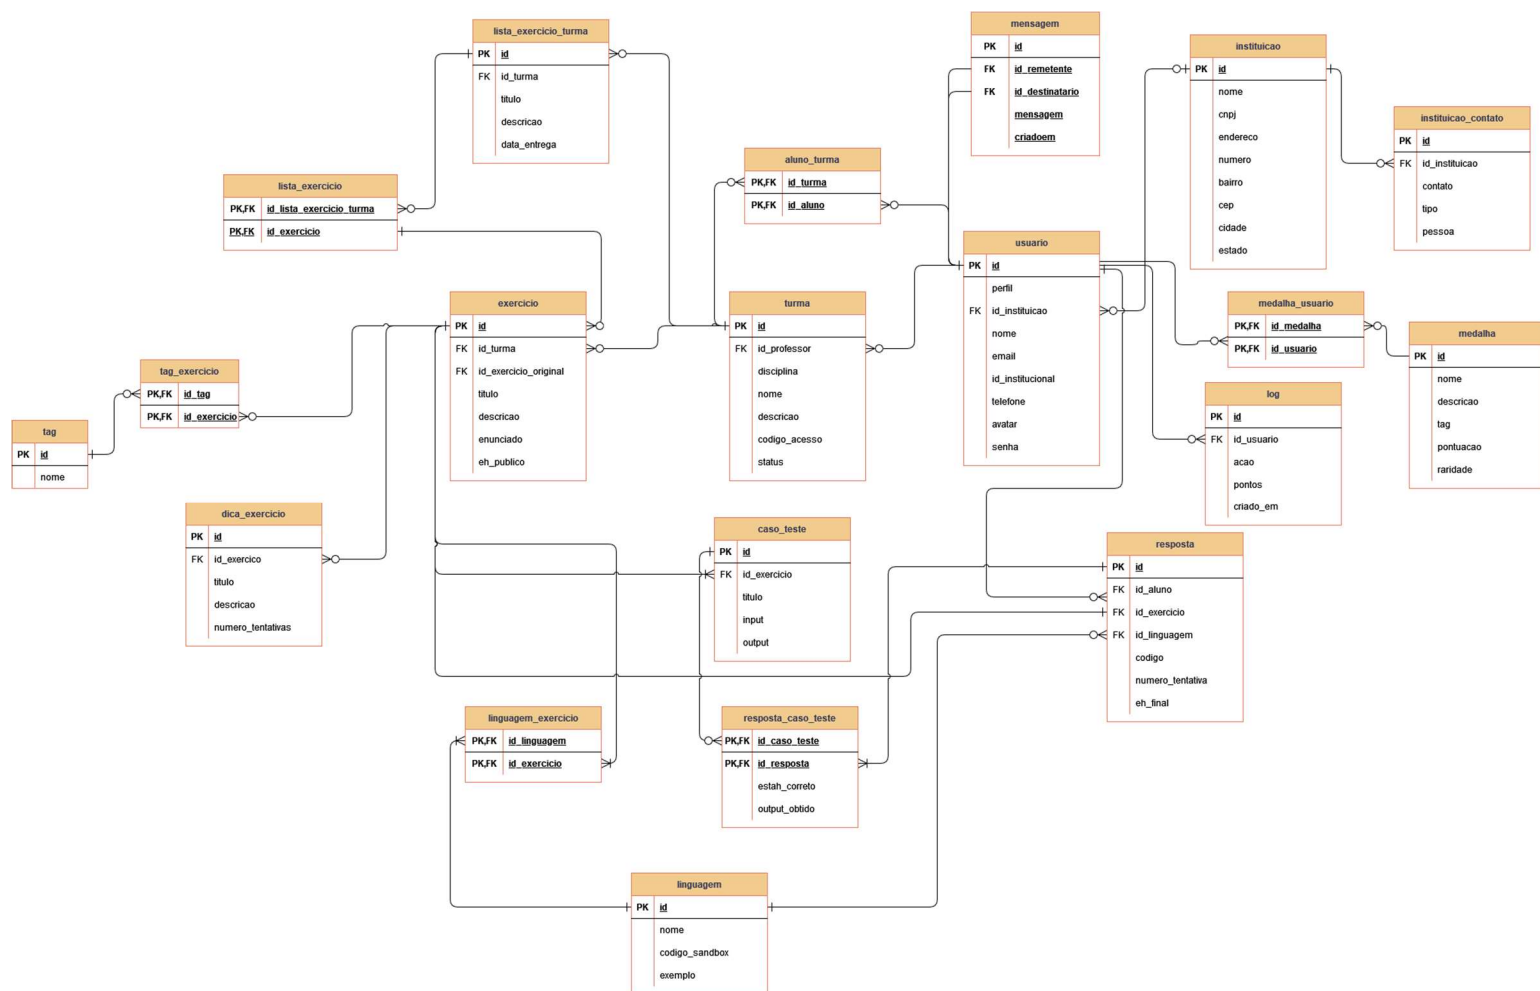 lista_exercicio_turma
PK id
FK id_turma
titulo
descricao
data_entrega
mensagem
PK id
FK id_remetente
FK id_destinatario
mensagem
criadoem
instituicao
PK id
nome
cnpj
endereco
numero
bairro
cep
cidade
estado
instituicao_contato
PK id
FK id_instituicao
contato
tipo
pessoa
lista_exercicio
PK,FK id_lista_exercicio_turma
PK,FK id_exercicio
aluno_turma
PK,FK id_turma
PK,FK id_aluno
usuario
PK id
perfil
FK id_instituicao
nome
email
id_institucional
telefone
avatar
senha
exercicio
PK id
FK id_turma
FK id_exercicio_original
titulo
descricao
enunciado
eh_publico
turma
PK id
FK id_professor
disciplina
nome
descricao
codigo_acesso
status
medalha_usuario
PK,FK id_medalha
PK,FK id_usuario
medalha
PK id
nome
descricao
tag
pontuacao
raridade
tag_exercicio
PK,FK id_tag
PK,FK id_exercicio
tag
PK id
nome
log
PK id
FK id_usuario
acao
pontos
criado_em
dica_exercicio
PK id
FK id_exercico
titulo
descricao
numero_tentativas
caso_teste
PK id
FK id_exercicio
titulo
input
output
resposta
PK id
FK id_aluno
FK id_exercicio
FK id_linguagem
codigo
numero_tentativa
eh_final
linguagem_exercicio
PK,FK id_linguagem
PK,FK id_exercicio
resposta_caso_teste
PK,FK id_caso_teste
PK,FK id_resposta
estah_correto
output_obtido
linguagem
PK id
nome
codigo_sandbox
exemplo